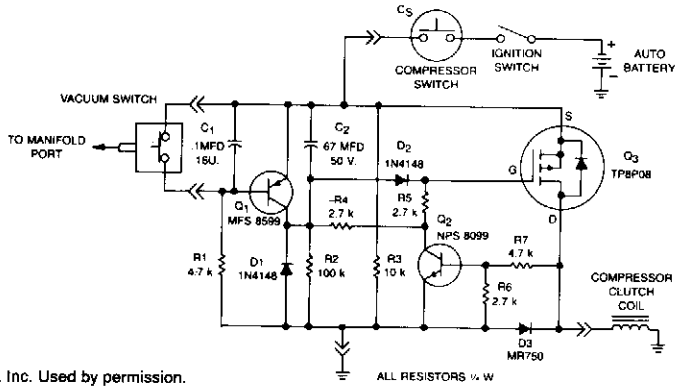 CS
COMPRESSOR
SWITCH
IGNITION
SWITCH
+
−
AUTO
BATTERY
VACUUM SWITCH
TO MANIFOLD
PORT
C1
.1MFD
16U.
C2
67 MFD
50 V.
D2
1N4148
S
G
D
Q3
TP8P08
Q1
MFS 8599
R4
2.7 k
R5
2.7 k
Q2
NPS 8099
R7
4.7 k
R1
4.7 k
D1
1N4148
R2
100 k
R3
10 k
R6
2.7 k
D3
MR750
COMPRESSOR
CLUTCH
COIL
Inc. Used by permission.
ALL RESISTORS ¼ W